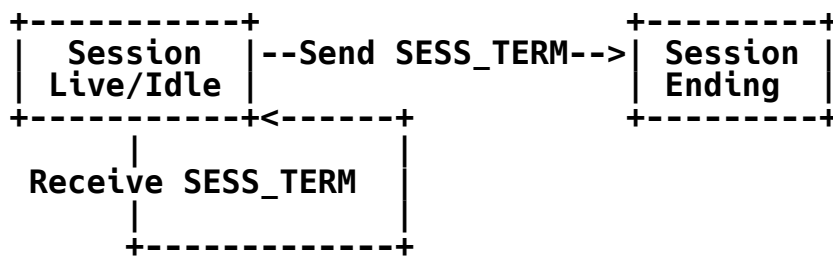 +-----------+                      +---------+
|  Session  |--Send SESS_TERM-->| Session |
| Live/Idle |                   | Ending  |
+-----------+<------+           +---------+
      |             |
Receive SESS_TERM   |
      |             |
      +-------------+